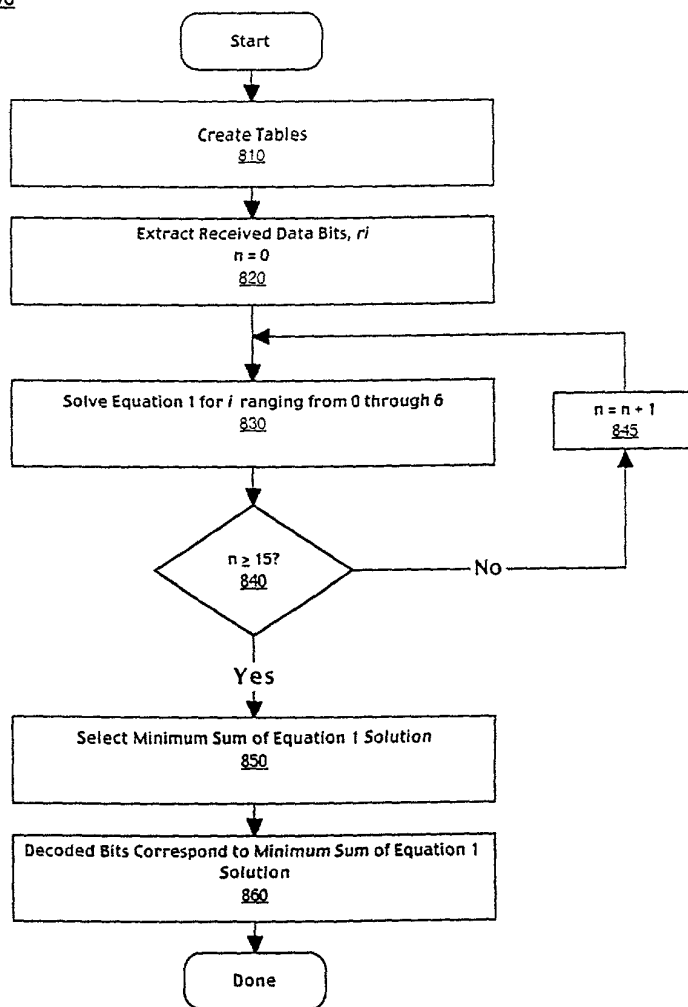 Start
Create Tables
810
Extract Received Data Bits, ri
n = 0
820
Solve Equation 1 for i ranging from 0 through 6
830
n = n + 1
845
n ≥ 15?
840
No
Yes
Select Minimum Sum of Equation 1 Solution
850
Decoded Bits Correspond to Minimum Sum of Equation 1
Solution
860
Done